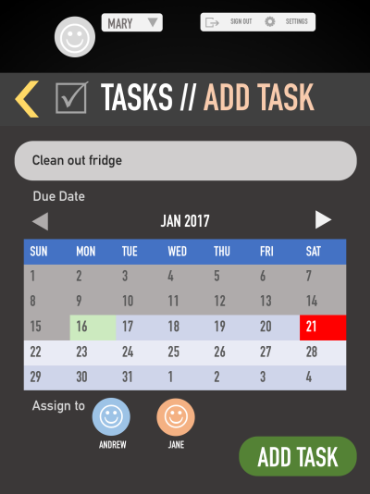 MARY
SIGN OUT
SETTINGS
TASKS // ADD TASK
Clean out fridge
Due Date
JAN 2017
SUN MON TUE WED THU FRI SAT
1 2 3 4 5 6 7
8 9 10 11 12 13 14
15 16 17 18 19 20 21
22 23 24 25 26 27 28
29 30 31 1 2 3 4
Assign to
ANDREW JANE
ADD TASK